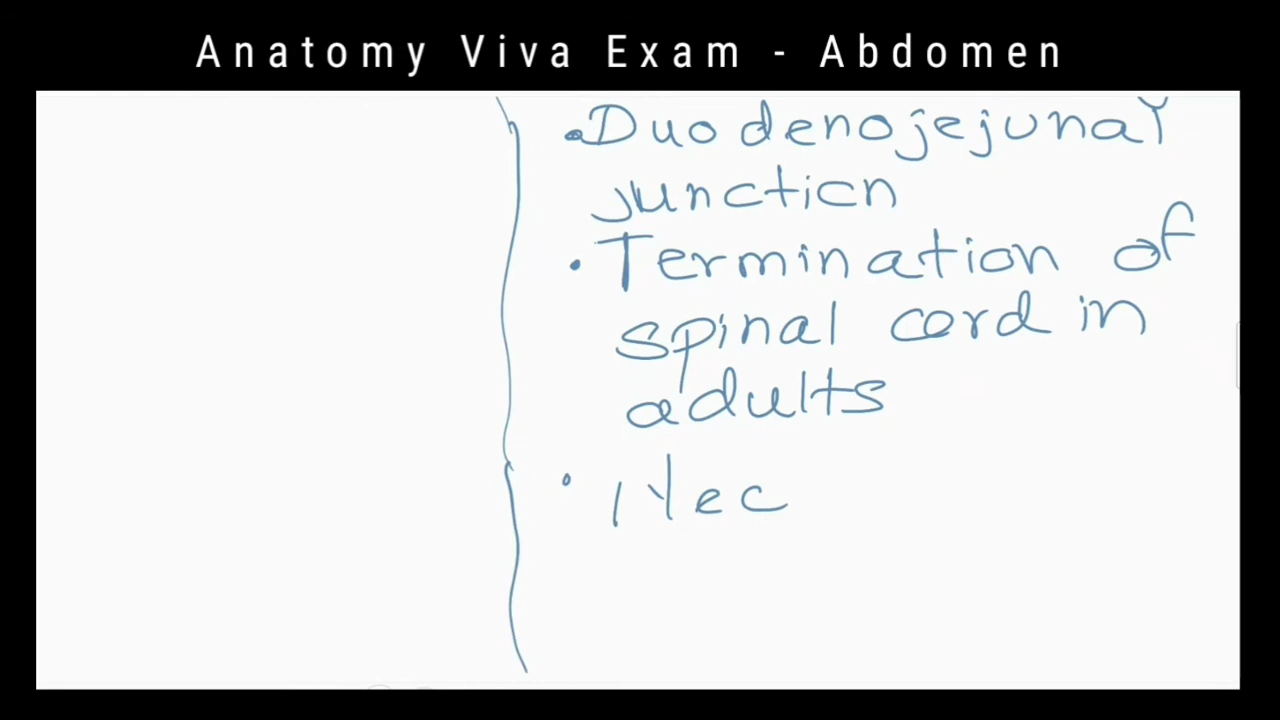 Anatomy Viva Exam - Abdomen
• Duodenojejunal
junction
• Termination of
spinal cord in
adults
•